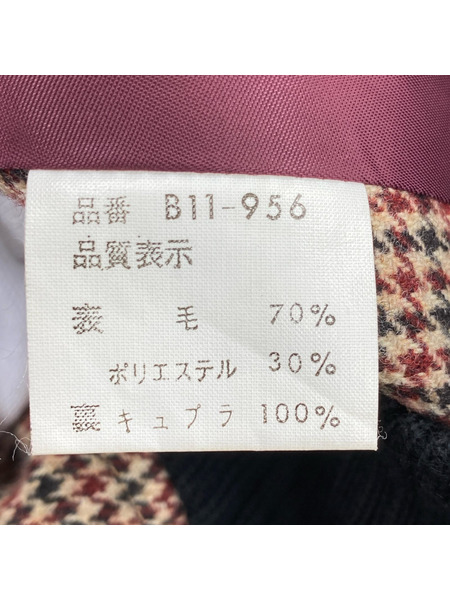 品番 B11-956
品質表示
表 毛 70%
ポリエステル 30%
裏 キュプラ 100%